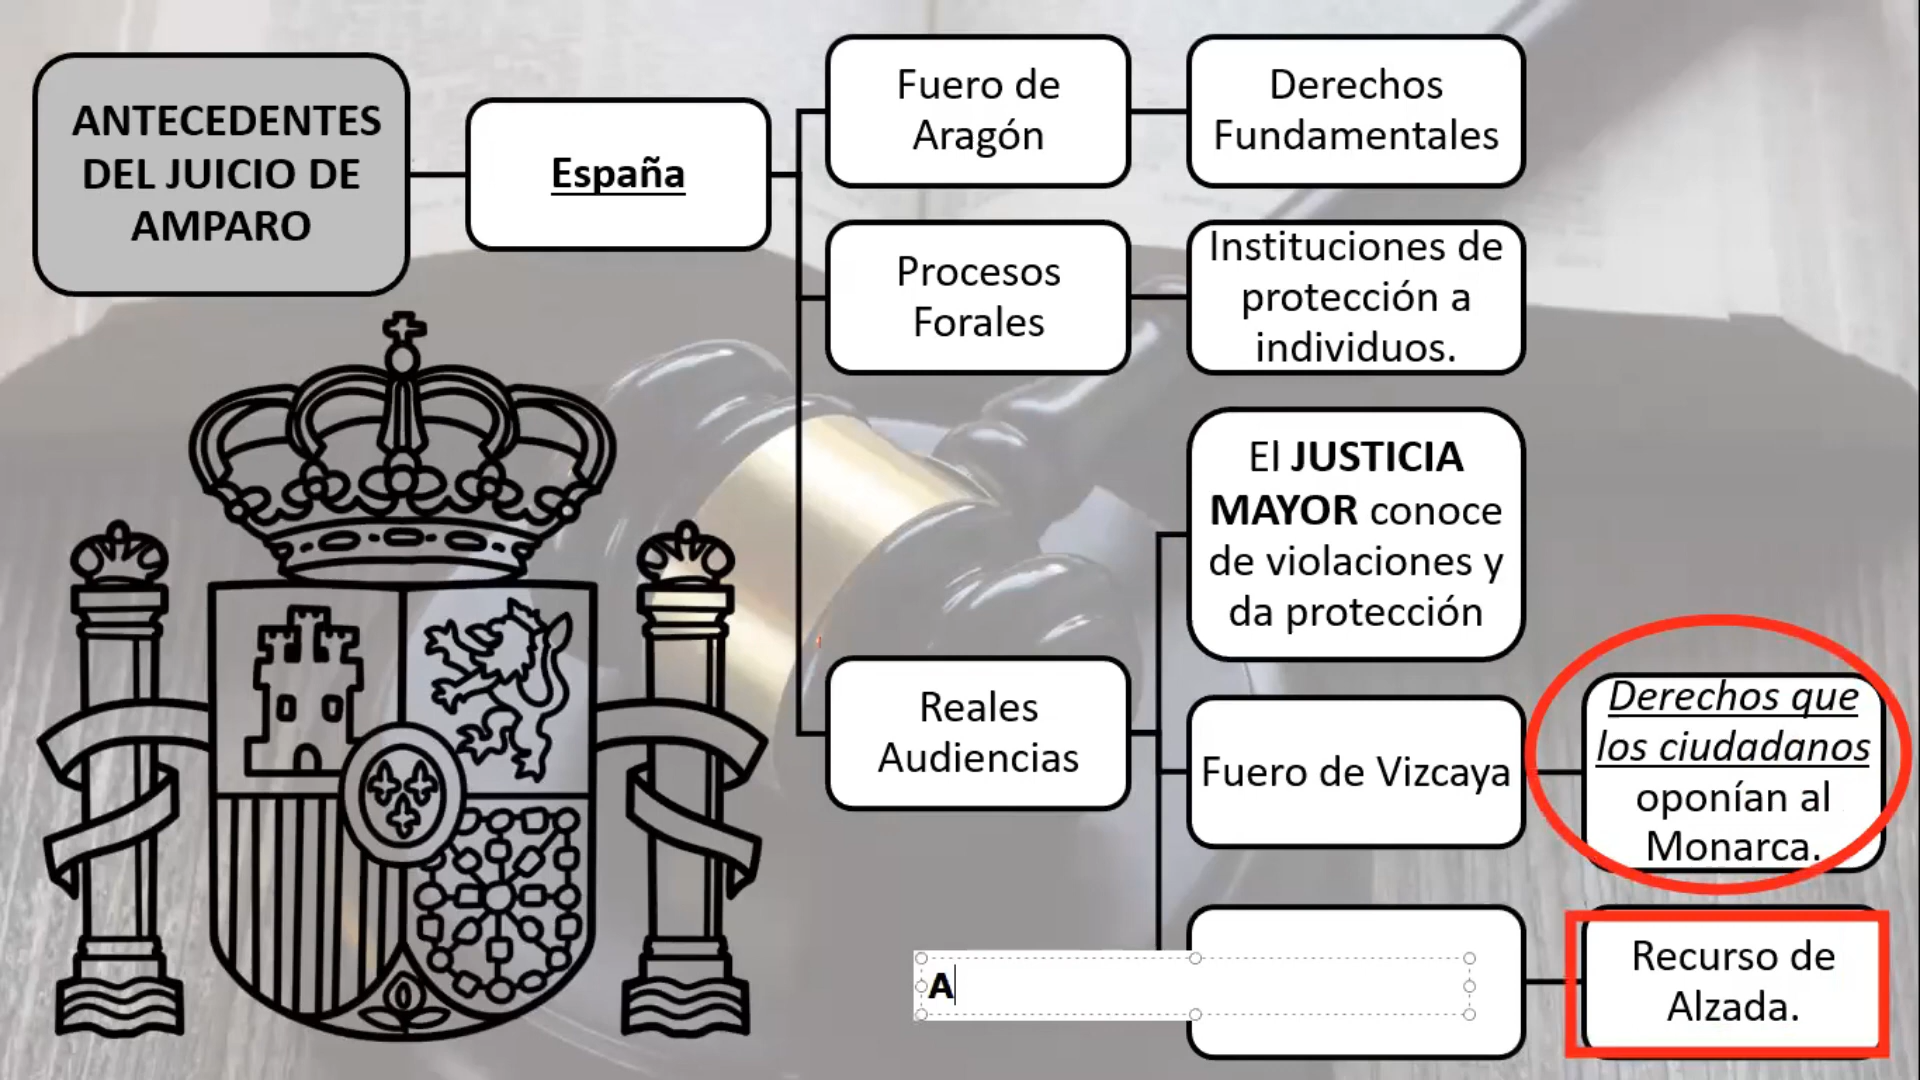 ANTECEDENTES
DEL JUICIO DE
AMPARO
España
Fuero de
Aragón
Derechos
Fundamentales
Procesos
Forales
Instituciones de
protección a
individuos.
Reales
Audiencias
El JUSTICIA
MAYOR conoce
de violaciones y
da protección
Fuero de Vizcaya
Derechos que
los ciudadanos
oponían al
Monarca.
A
Recurso de
Alzada.